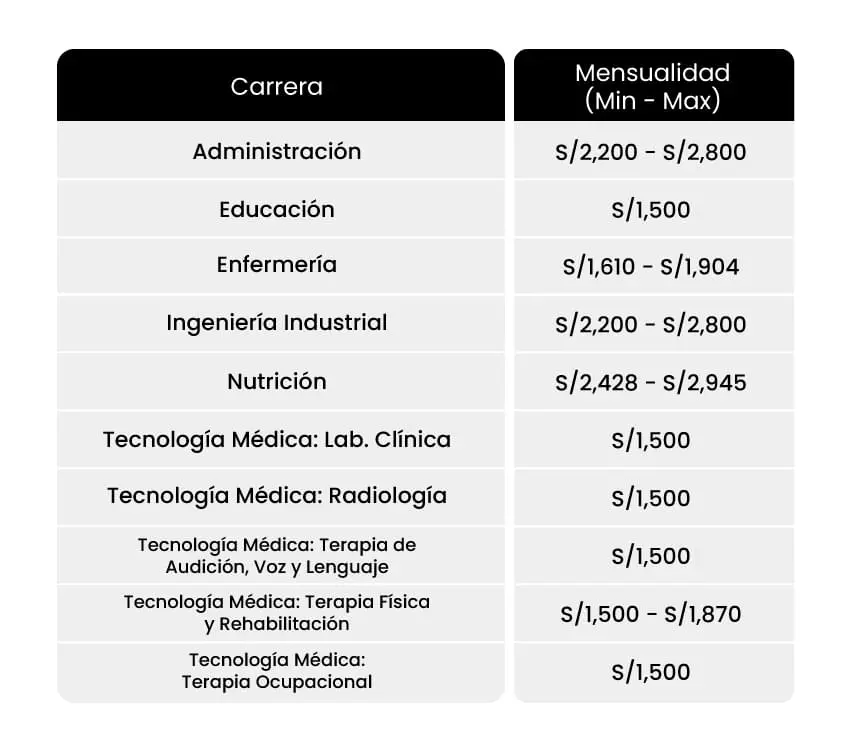 Carrera
Mensualidad
(Min - Max)
Administración
S/2,200 - S/2,800
Educación
S/1,500
Enfermería
S/1,610 - S/1,904
Ingeniería Industrial
S/2,200 - S/2,800
Nutrición
S/2,428 - S/2,945
Tecnología Médica: Lab. Clínica
S/1,500
Tecnología Médica: Radiología
S/1,500
Tecnología Médica: Terapia de
Audición, Voz y Lenguaje
S/1,500
Tecnología Médica: Terapia Física
y Rehabilitación
S/1,500 - S/1,870
Tecnología Médica:
Terapia Ocupacional
S/1,500